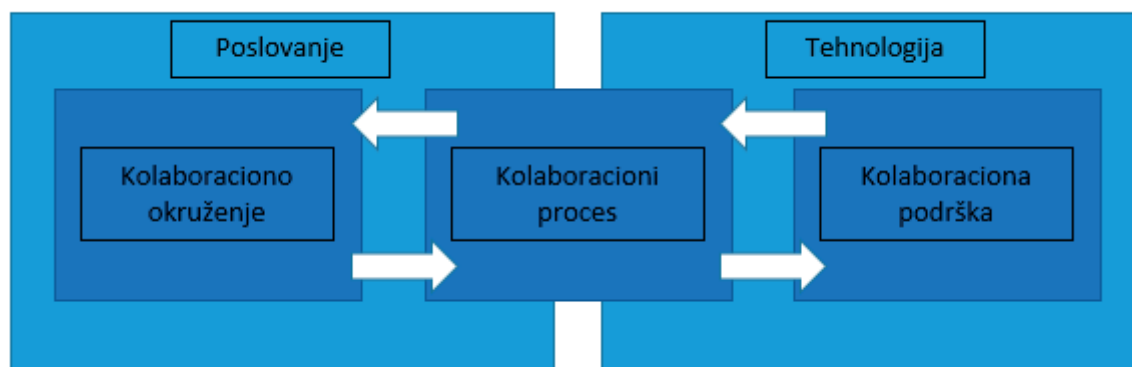 Poslovanje
Tehnologija
Kolaboraciono
okruženje
Kolaboracioni
proces
Kolaboraciona
podrška